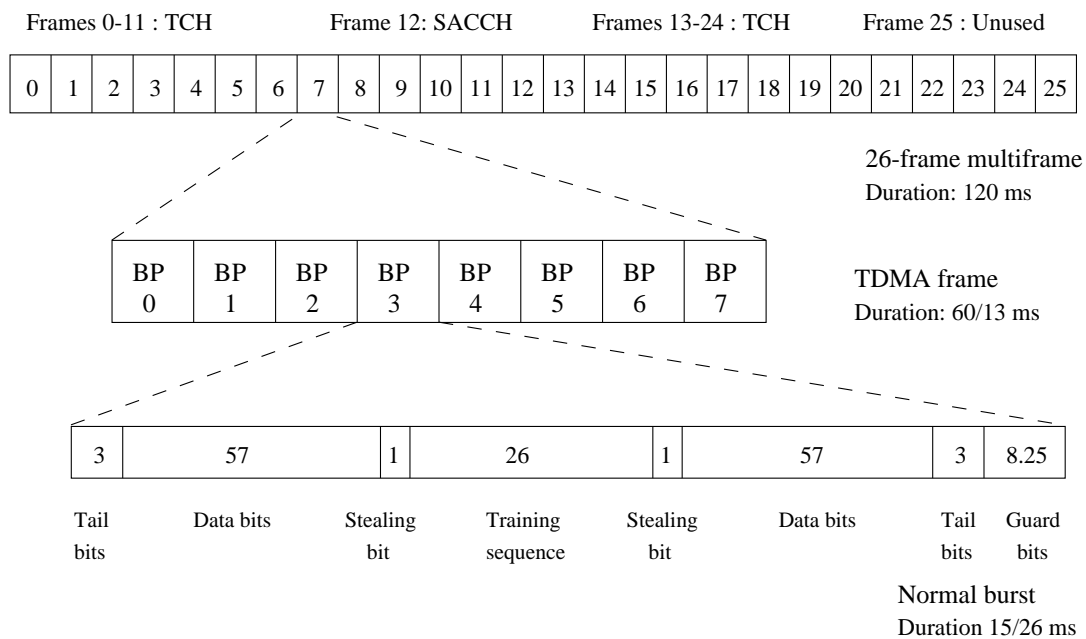 Frames 0-11 : TCH Frame 12: SACCH Frames 13-24 : TCH Frame 25 : Unused
0 1 2 3 4 5 6 7 8 9 10 11 12 13 14 15 16 17 18 19 20 21 22 23 24 25
26-frame multiframe
Duration: 120 ms
BP BP BP BP BP BP BP BP
0 1 2 3 4 5 6 7
TDMA frame
Duration: 60/13 ms
3 57 1 26 1 57 3 8.25
Tail Data bits Stealing Training Stealing Data bits Tail Guard
bits bit sequence bit bits bits
Normal burst
Duration 15/26 ms